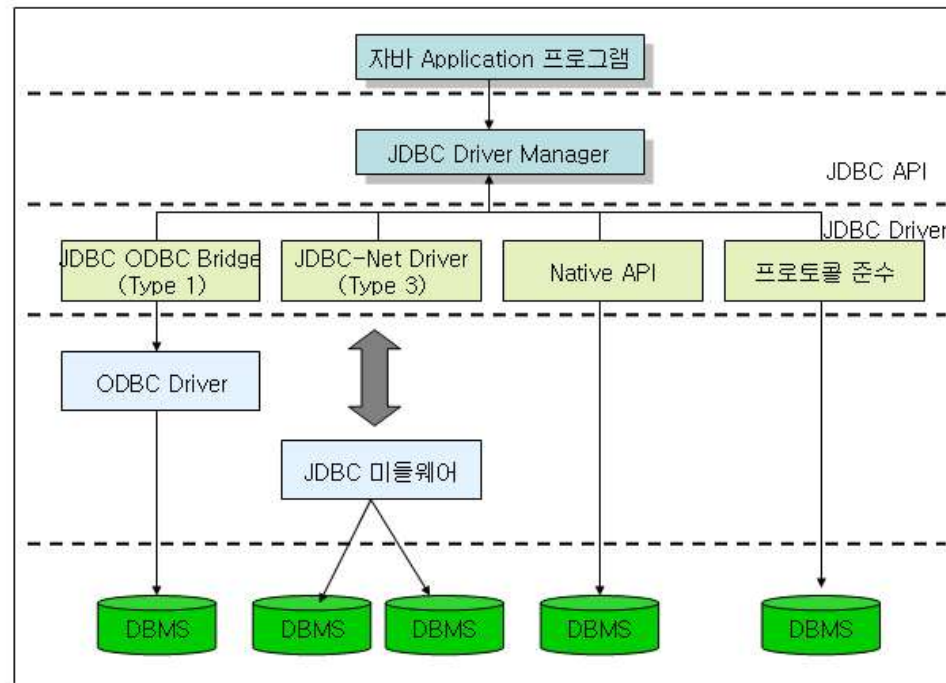 자바 Application 프로그램
JDBC Driver Manager
JDBC API
JDBC Driver
JDBC ODBC Bridge
(Type 1)
JDBC-Net Driver
(Type 3)
Native API
프로토콜 준수
ODBC Driver
JDBC 미들웨어
DBMS
DBMS
DBMS
DBMS
DBMS